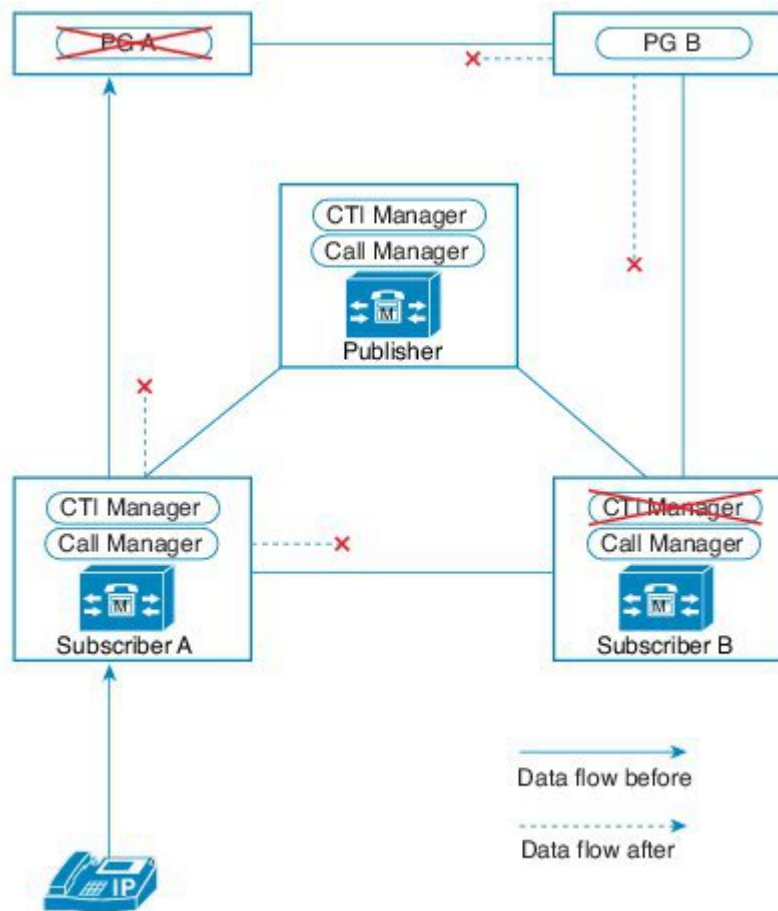 PG A
PG B
CTI Manager
Call Manager
M
Publisher
CTI Manager
Call Manager
M
Subscriber A
CTI Manager
Call Manager
M
Subscriber B
Data flow before
Data flow after
IP